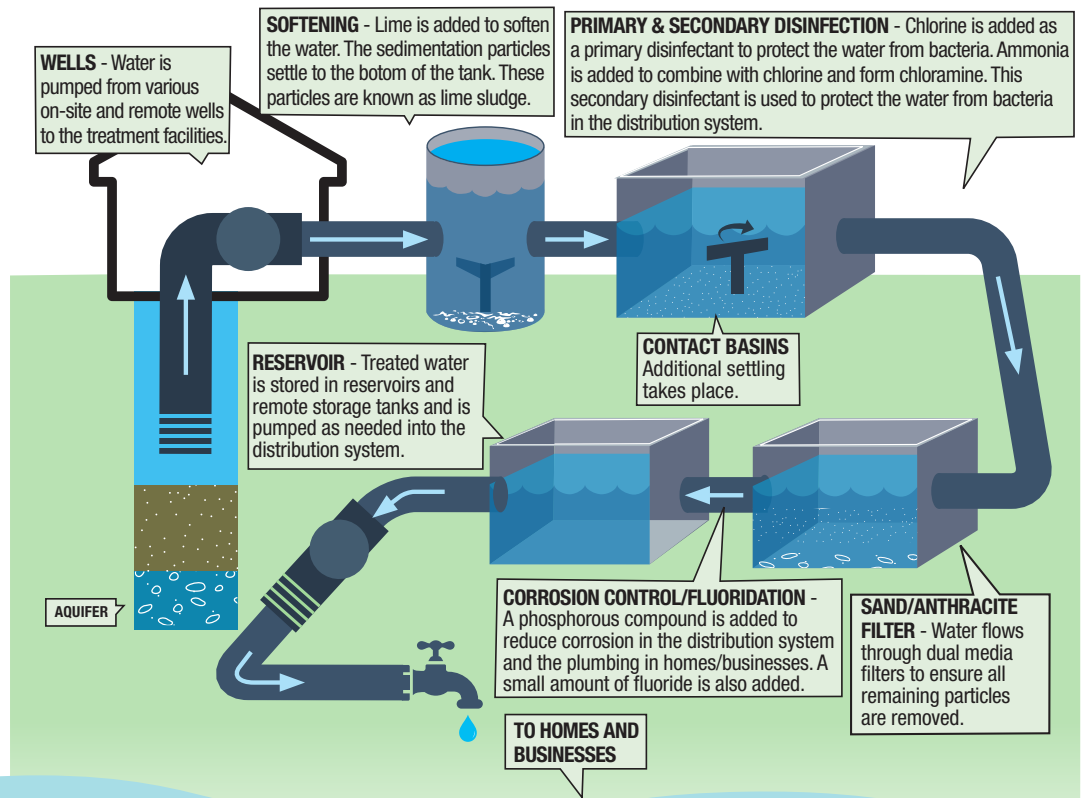 WELLS - Water is
pumped from various
on-site and remote wells
to the treatment facilities.
SOFTENING - Lime is added to soften
the water. The sedimentation particles
settle to the botom of the tank. These
particles are known as lime sludge.
PRIMARY & SECONDARY DISINFECTION - Chlorine is added as
a primary disinfectant to protect the water from bacteria. Ammonia
is added to combine with chlorine and form chloramine. This
secondary disinfectant is used to protect the water from bacteria
in the distribution system.
CONTACT BASINS
Additional settling
takes place.
RESERVOIR - Treated water
is stored in reservoirs and
remote storage tanks and is
pumped as needed into the
distribution system.
AQUIFER
CORROSION CONTROL/FLUORIDATION -
A phosphorous compound is added to
reduce corrosion in the distribution system
and the plumbing in homes/businesses. A
small amount of fluoride is also added.
SAND/ANTHRACITE
FILTER - Water flows
through dual media
filters to ensure all
remaining particles
are removed.
TO HOMES AND
BUSINESSES